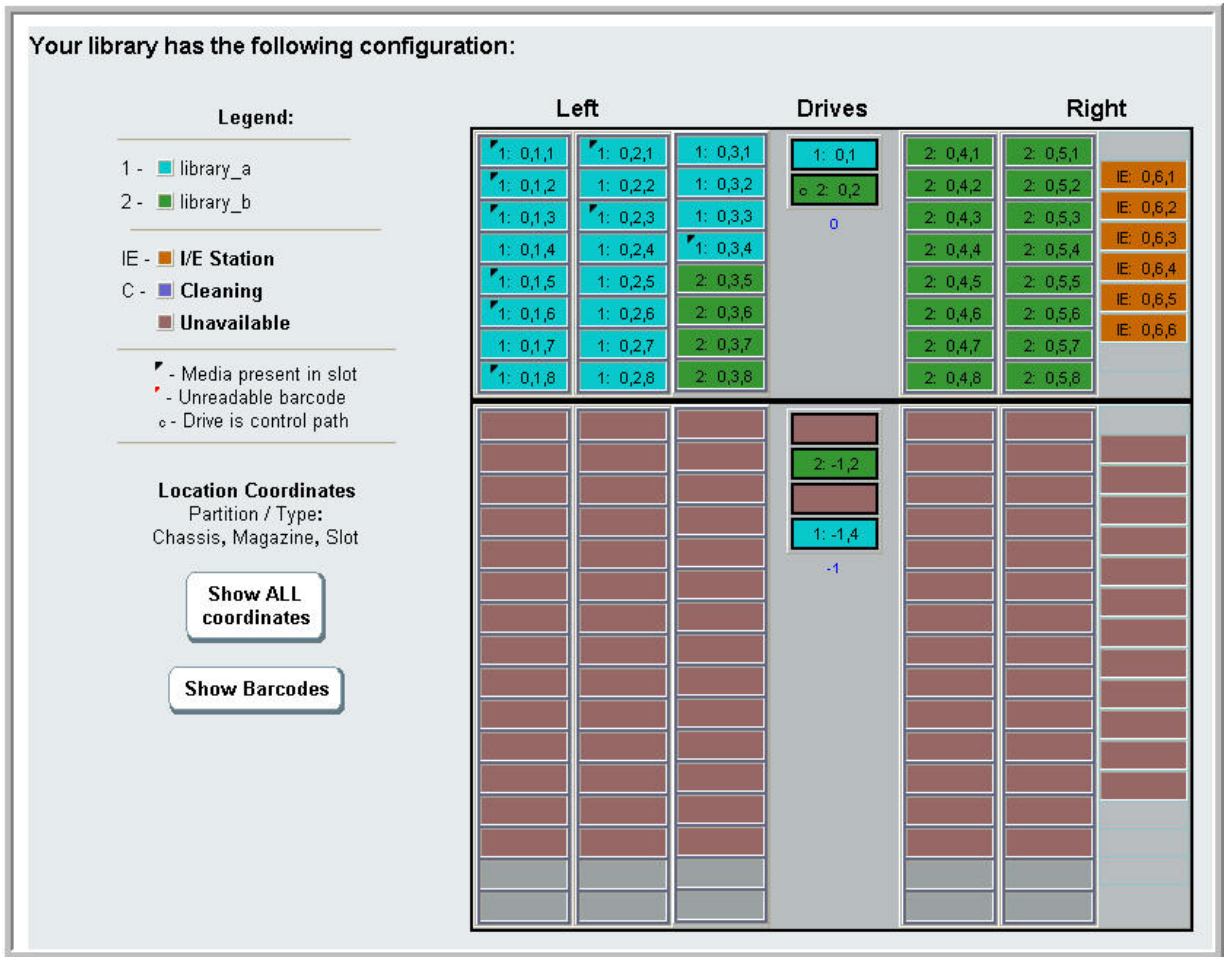 Your library has the following configuration:
Legend:
1 - library_a
2 - library_b
IE - I/E Station
C - Cleaning
Unavailable
- Media present in slot
- Unreadable barcode
c - Drive is control path
Location Coordinates
Partition / Type:
Chassis, Magazine, Slot
Show ALL
coordinates
Show Barcodes
Left Drives Right
1: 0,1,1 1: 0,2,1 1: 0,3,1 1: 0,1 2: 0,4,1 2: 0,5,1
1: 0,1,2 1: 0,2,2 1: 0,3,2 c 2: 0,2 2: 0,4,2 2: 0,5,2 IE: 0,6,1
1: 0,1,3 1: 0,2,3 1: 0,3,3 0 2: 0,4,3 2: 0,5,3 IE: 0,6,2
1: 0,1,4 1: 0,2,4 1: 0,3,4 2: 0,4,4 2: 0,5,4 IE: 0,6,3
1: 0,1,5 1: 0,2,5 2: 0,3,5 2: 0,4,5 2: 0,5,5 IE: 0,6,4
1: 0,1,6 1: 0,2,6 2: 0,3,6 2: 0,4,6 2: 0,5,6 IE: 0,6,5
1: 0,1,7 1: 0,2,7 2: 0,3,7 2: 0,4,7 2: 0,5,7 IE: 0,6,6
1: 0,1,8 1: 0,2,8 2: 0,3,8 2: 0,4,8 2: 0,5,8
2: -1,2
1: -1,4
-1